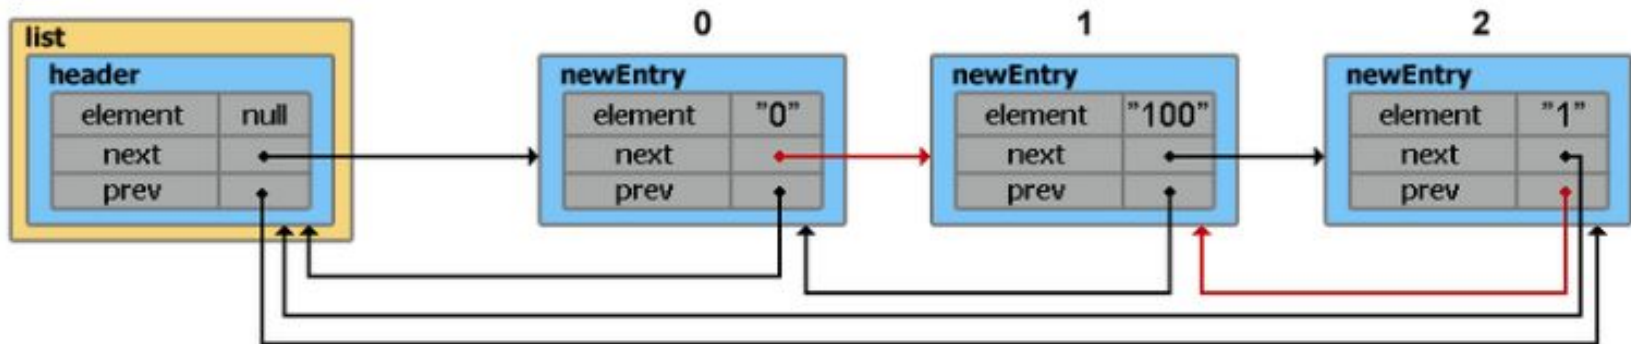 0 1 2
list
header
element null
next
prev
newEntry
element "0"
next
prev
newEntry
element "100"
next
prev
newEntry
element "1"
next
prev